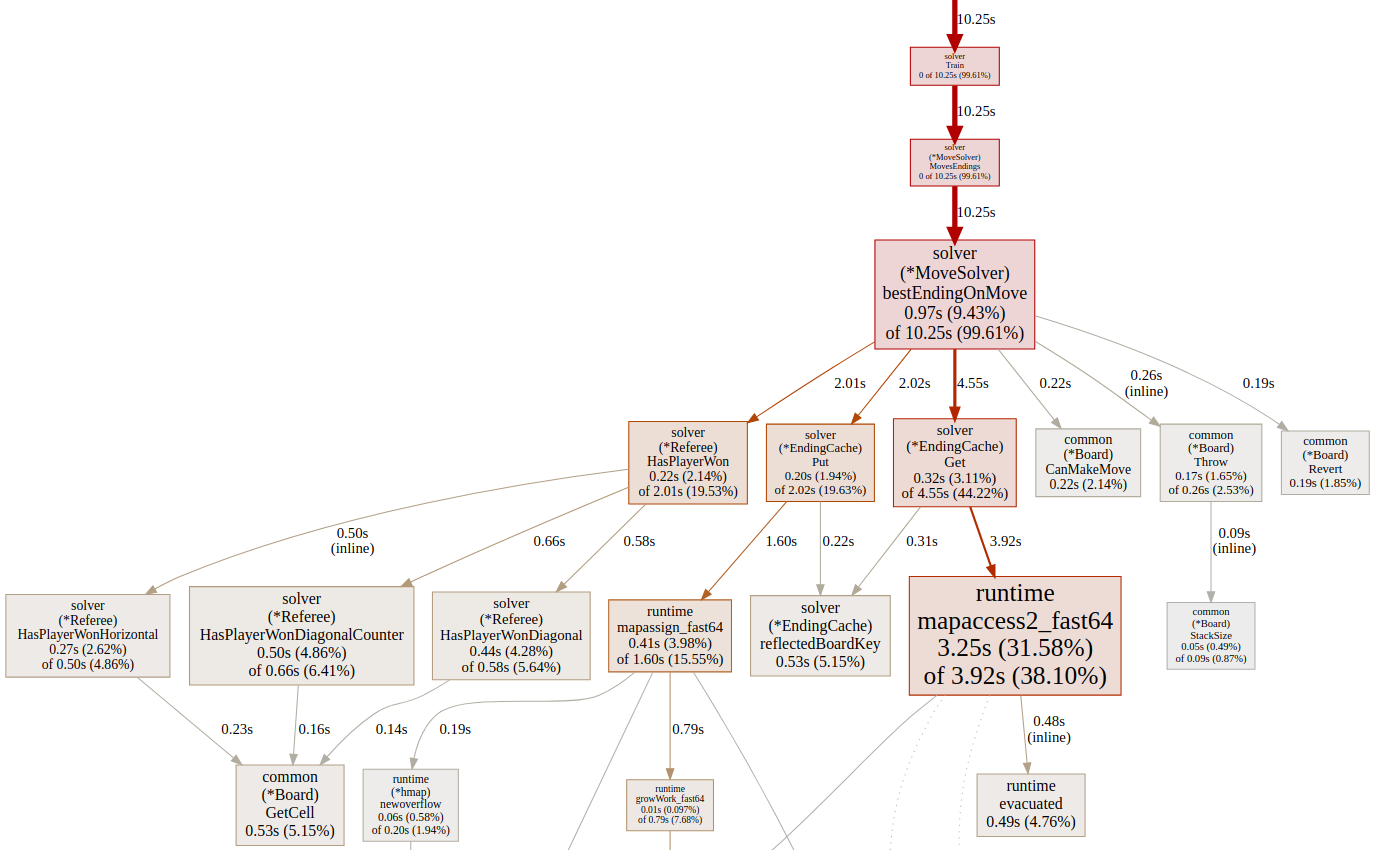 10.25s
solver
Train
0 of 10.25s (99.61%)
10.25s
solver
(*MoveSolver)
MovesEndings
0 of 10.25s (99.61%)
10.25s
solver
(*MoveSolver)
bestEndingOnMove
0.97s (9.43%)
of 10.25s (99.61%)
2.01s
2.02s
4.55s
0.22s
0.26s
(inline)
0.19s
solver
(*Referee)
HasPlayerWon
0.22s (2.14%)
of 2.01s (19.53%)
solver
(*EndingCache)
Put
0.20s (1.94%)
of 2.02s (19.63%)
solver
(*EndingCache)
Get
0.32s (3.11%)
of 4.55s (44.22%)
common
(*Board)
CanMakeMove
0.22s (2.14%)
common
(*Board)
Throw
0.17s (1.65%)
of 0.26s (2.53%)
common
(*Board)
Revert
0.19s (1.85%)
0.50s
(inline)
0.66s
0.58s
1.60s
0.22s
0.31s
3.92s
0.09s
(inline)
solver
(*Referee)
HasPlayerWonHorizontal
0.27s (2.62%)
of 0.50s (4.86%)
solver
(*Referee)
HasPlayerWonDiagonalCounter
0.50s (4.86%)
of 0.66s (6.41%)
solver
(*Referee)
HasPlayerWonDiagonal
0.44s (4.28%)
of 0.58s (5.64%)
runtime
mapassign_fast64
0.41s (3.98%)
of 1.60s (15.55%)
solver
(*EndingCache)
reflectedBoardKey
0.53s (5.15%)
runtime
mapaccess2_fast64
3.25s (31.58%)
of 3.92s (38.10%)
common
(*Board)
StackSize
0.05s (0.49%)
of 0.09s (0.87%)
0.23s
0.16s
0.14s
0.19s
0.79s
0.48s
(inline)
common
(*Board)
GetCell
0.53s (5.15%)
runtime
(*hmap)
newoverflow
0.06s (0.58%)
of 0.20s (1.94%)
runtime
growWork_fast64
0.01s (0.097%)
of 0.79s (7.68%)
runtime
evacuated
0.49s (4.76%)